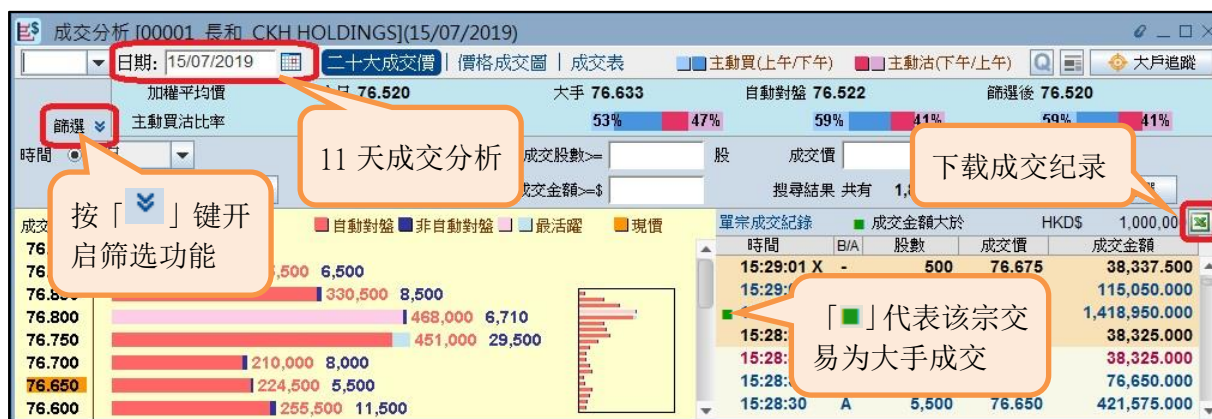 成交分析 [00001 長和 CKH HOLDINGS](15/07/2019)
日期: 15/07/2019 二十大成交價 | 價格成交圖 | 成交表 主動買(上午/下午) 主動沽(下午/上午) 大戶追蹤
加權平均價 76.520 大手 76.633 自動對盤 76.522 篩選後 76.520
篩選 主動買沽比率 53% 47% 59% 41% 59% 41%
時間 成交股數>= 股 成交價
成交金額>=$ 搜尋結果 共有
11 天成交分析
下载成交纪录
按「 」键开
启筛选功能
自動對盤 非自動對盤 最活躍 現價
6,500
330,500 8,500
76.800 468,000 6,710
76.750 451,000 29,500
76.700 210,000 8,000
76.650 224,500 5,500
76.600 255,500 11,500
單宗成交紀錄 成交金額大於 HKD$ 1,000,000
時間 B/A 股數 成交價 成交金額
15:29:01 X - 500 76.675 38,337.500
115,050.000
1,418,950.000
38,325.000
38,325.000
76,650.000
15:28:30 A 5,500 76.650 421,575.000
「 」代表该宗交
易为大手成交